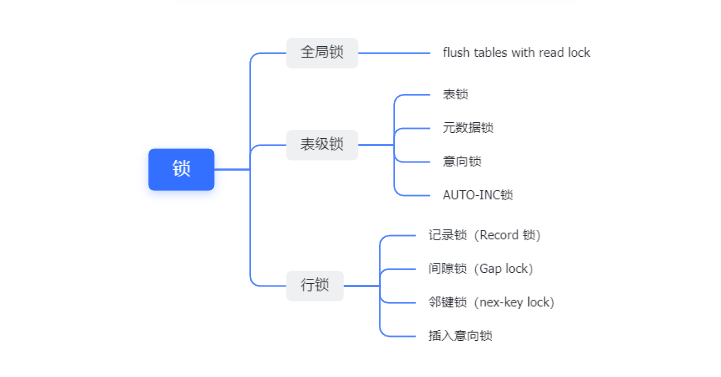 锁
全局锁
flush tables with read lock
表级锁
表锁
元数据锁
意向锁
AUTO-INC锁
行锁
记录锁（Record 锁）
间隙锁（Gap lock）
邻键锁（nex-key lock）
插入意向锁